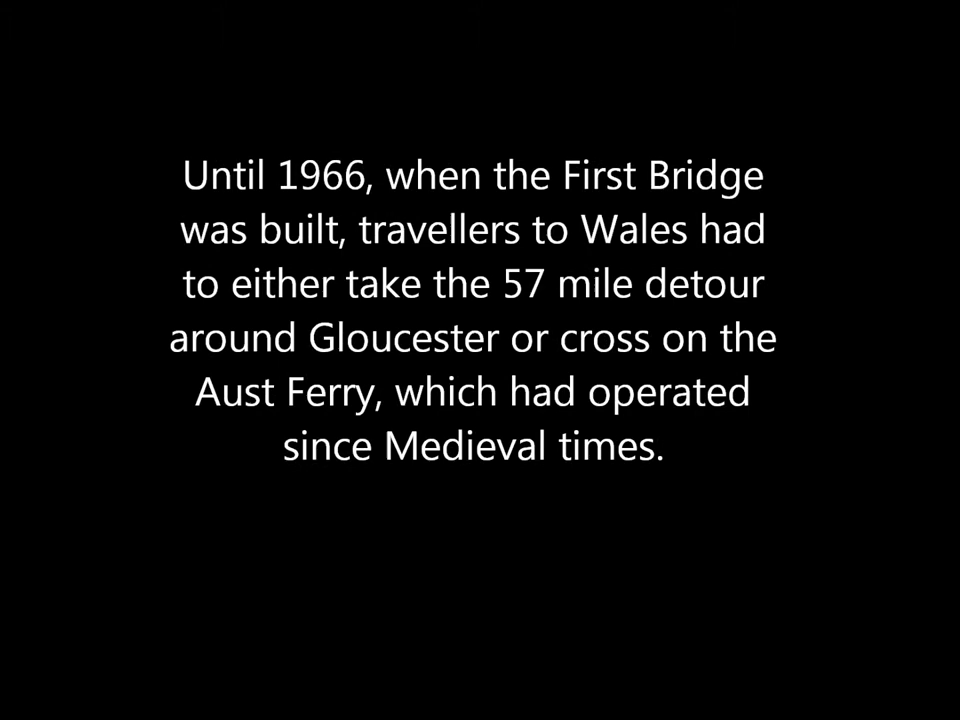 Until 1966, when the First Bridge
was built, travellers to Wales had
to either take the 57 mile detour
around Gloucester or cross on the
Aust Ferry, which had operated
since Medieval times.